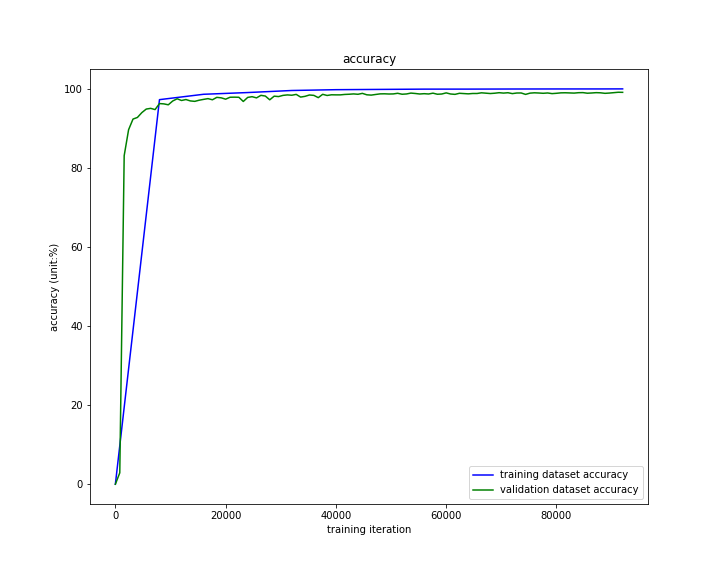 accuracy
100
80
60
40
20
0
accuracy (unit:%)
0 20000 40000 60000 80000
training iteration
training dataset accuracy
validation dataset accuracy